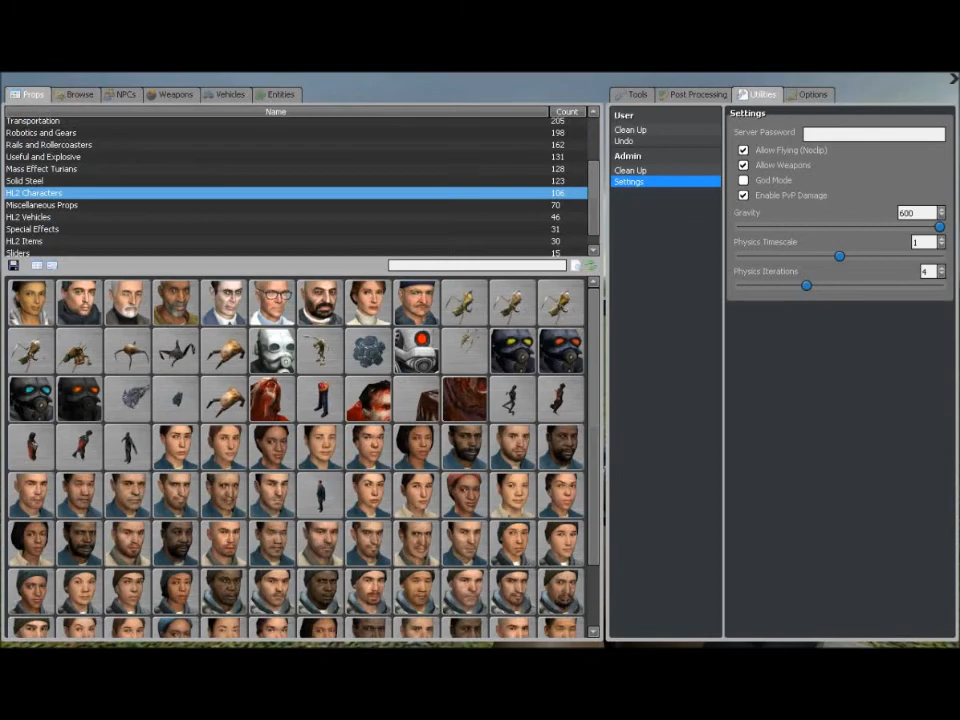 Props Browse NPCs Weapons Vehicles Entities
Name Count
Transportation 205
Robotics and Gears 198
Rails and Rollercoasters 162
Useful and Explosive 131
Mass Effect Turians 128
Solid Steel 123
HL2 Characters 106
Miscellaneous Props 70
HL2 Vehicles 46
Special Effects 31
HL2 Items 30
Sliders 15
Tools Post Processing Utilities Options
User
Clean Up
Undo
Admin
Clean Up
Settings
Settings
Server Password
Allow Flying (Noclip)
Allow Weapons
God Mode
Enable PvP Damage
Gravity 600
Physics Timescale 1
Physics Iterations 4